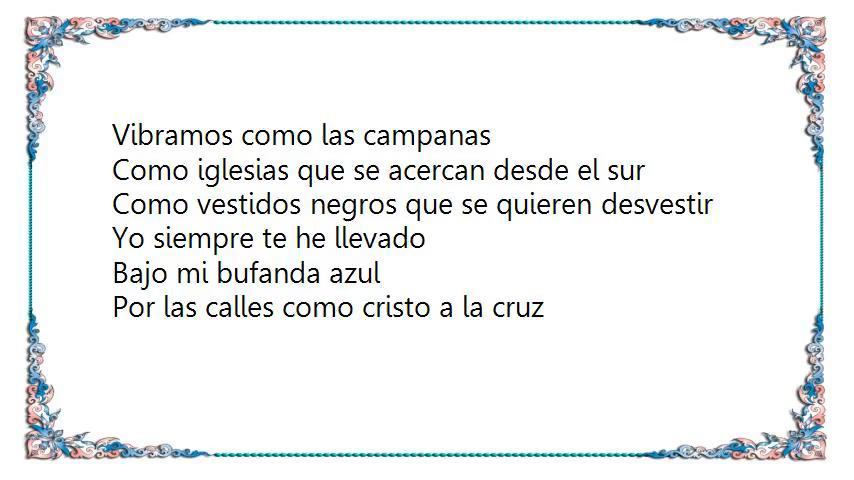 Vibramos como las campanas
Como iglesias que se acercan desde el sur
Como vestidos negros que se quieren desvestir
Yo siempre te he llevado
Bajo mi bufanda azul
Por las calles como cristo a la cruz